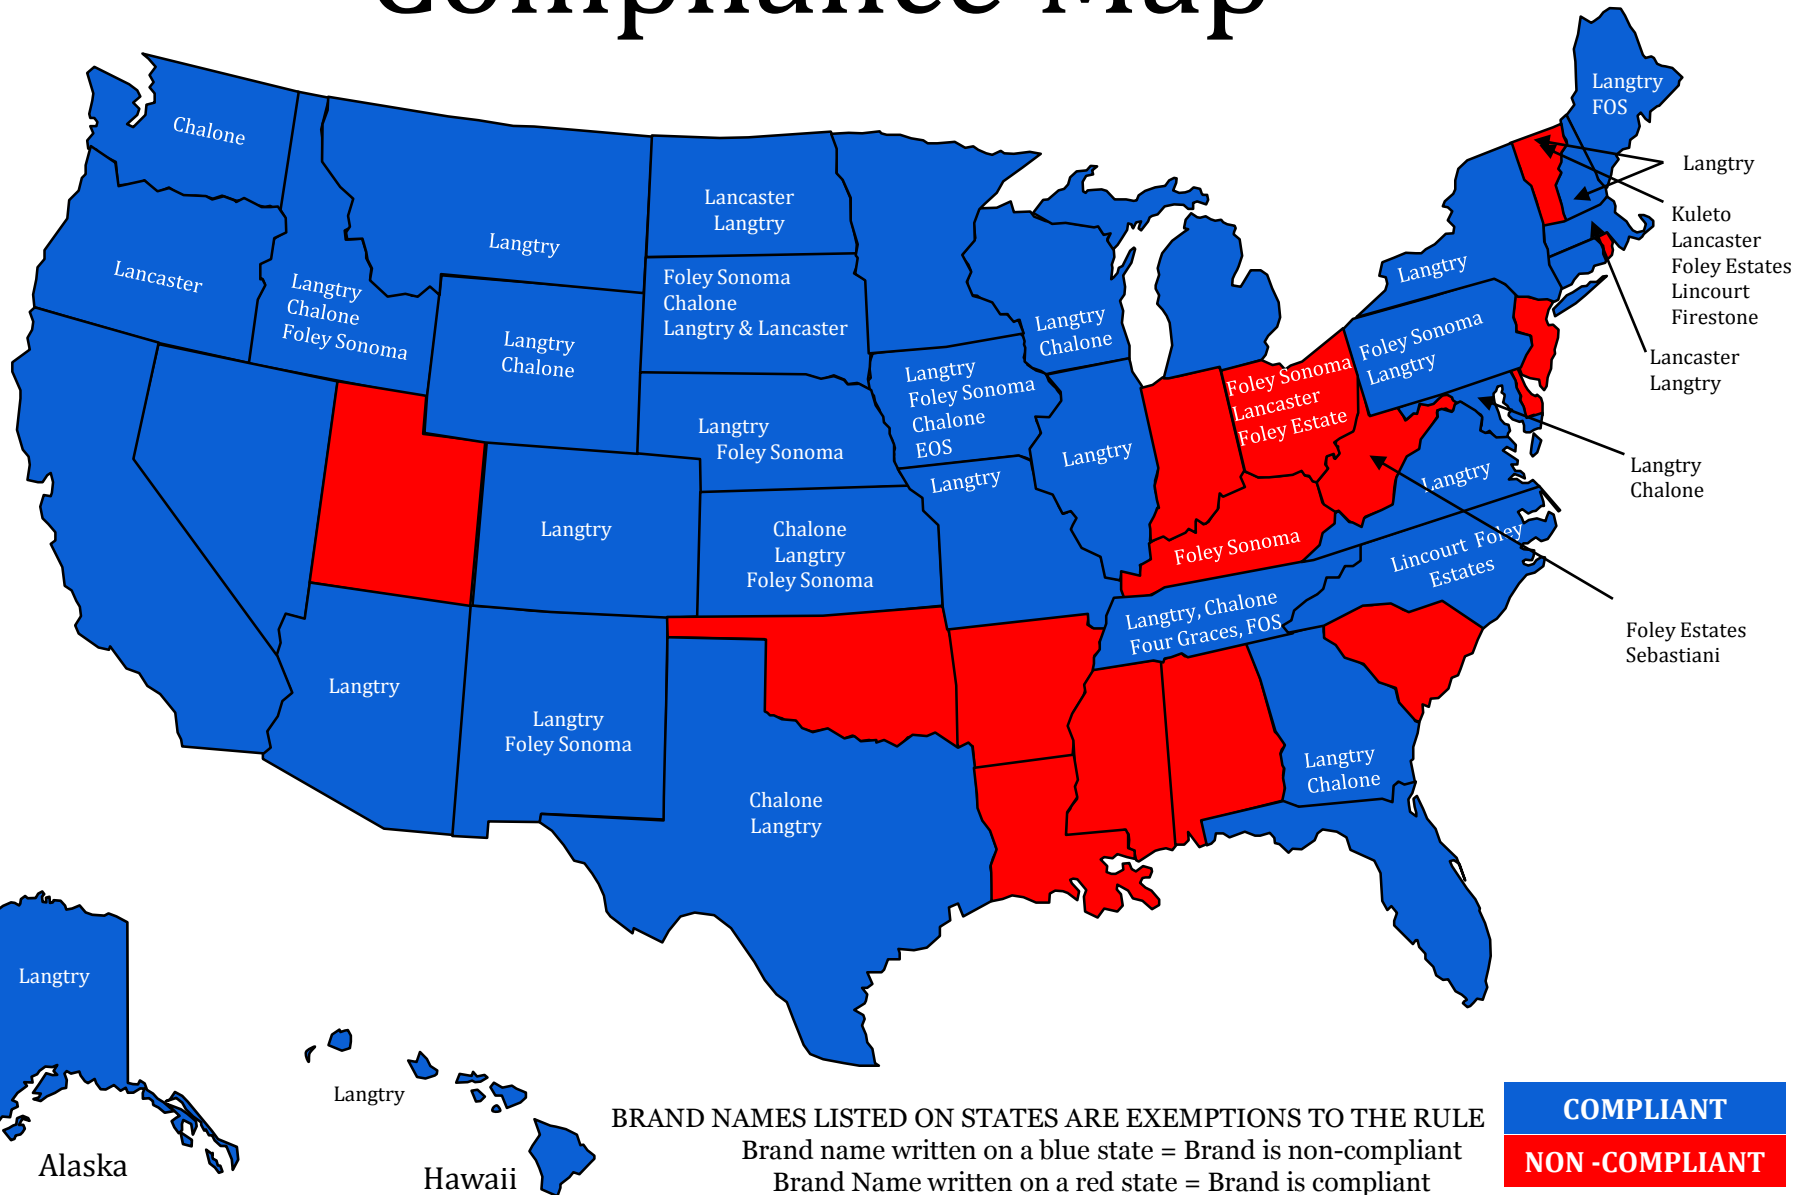 Compliance Map
Langtry
FOS
Chalone
Langtry
Lancaster
Langtry
Kuleto
Lancaster
Foley Estates
Lincourt
Firestone
Langtry
Langtry
Lancaster
Langtry
Chalone
Foley Sonoma
Foley Sonoma
Chalone
Langtry & Lancaster
Langtry
Chalone
Langtry
Chalone
Foley Sonoma
Langtry
Lancaster
Langtry
Langtry
Foley Sonoma
Chalone
EOS
Foley Sonoma
Lancaster
Foley Estate
Langtry
Foley Sonoma
Langtry
Langtry
Langtry
Langtry
Chalone
Langtry
Chalone
Langtry
Foley Sonoma
Foley Sonoma
Lincourt Foley
Estates
Langtry, Chalone
Four Graces, FOS
Foley Estates
Sebastiani
Langtry
Langtry
Foley Sonoma
Chalone
Langtry
Langtry
Chalone
Langtry
Alaska
Langtry
Hawaii
BRAND NAMES LISTED ON STATES ARE EXEMPTIONS TO THE RULE
Brand name written on a blue state = Brand is non-compliant
Brand Name written on a red state = Brand is compliant
COMPLIANT
NON -COMPLIANT